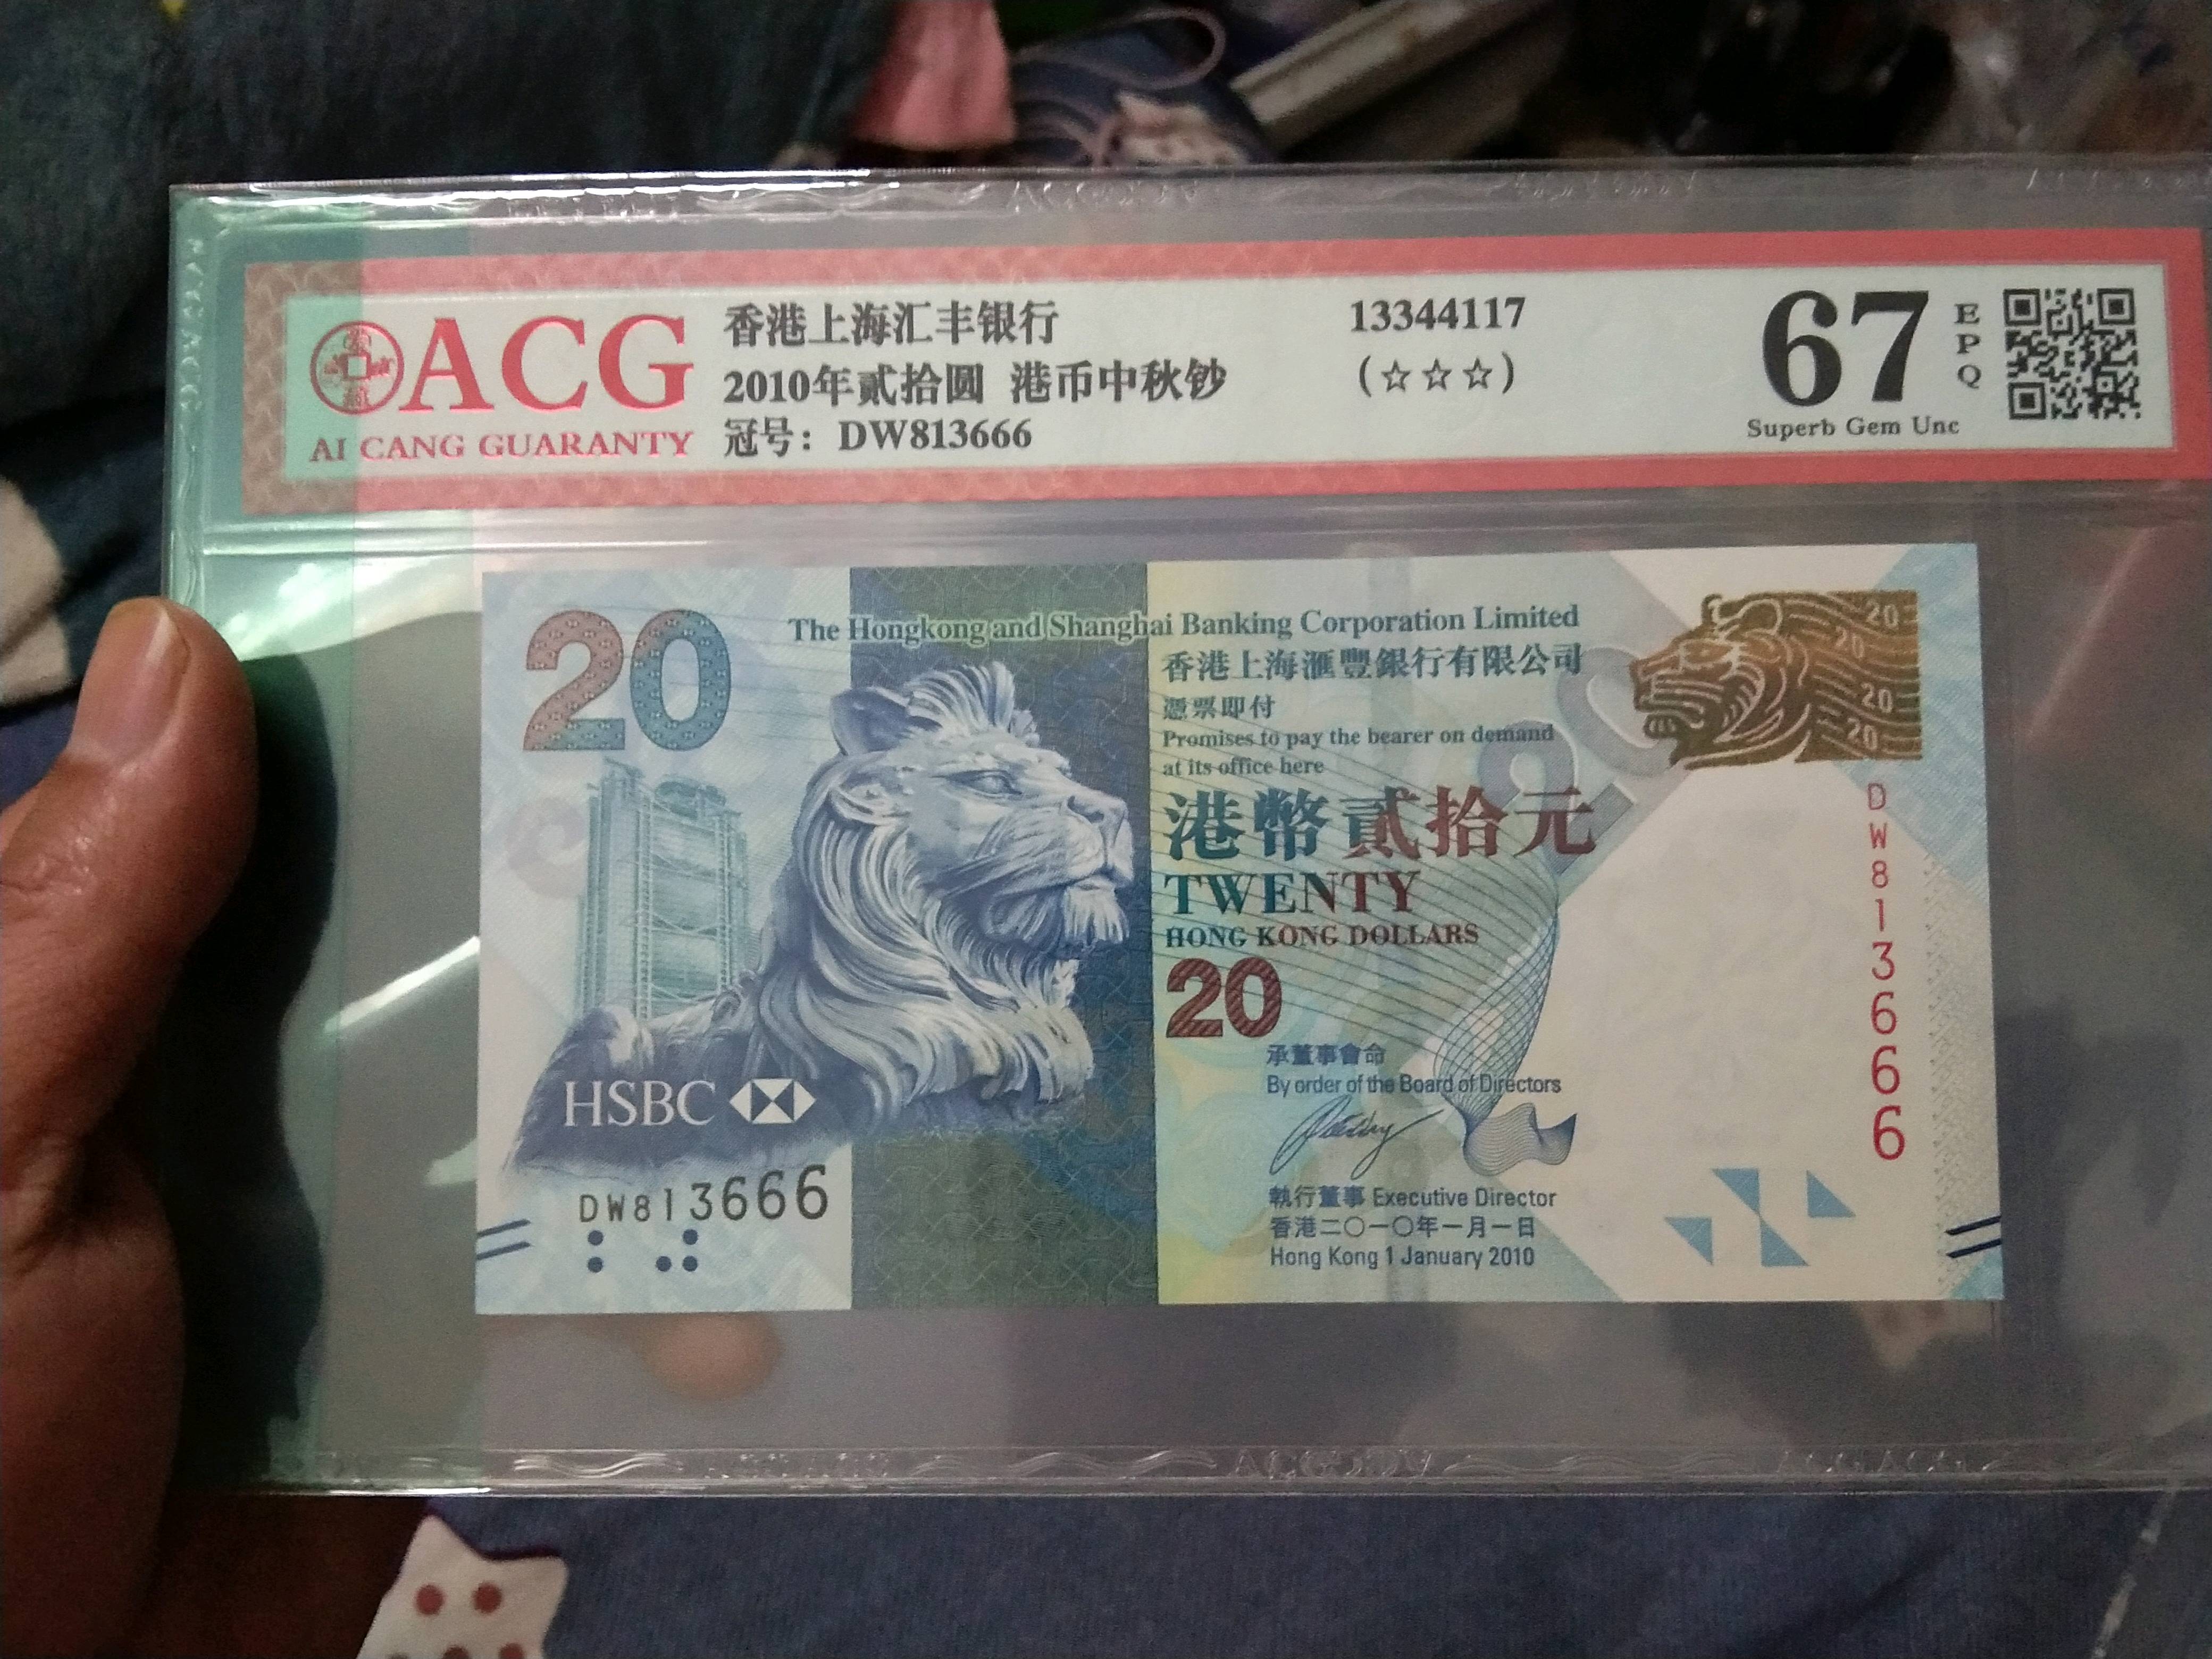 ACG
AI CANG GUARANTY
香港上海汇丰银行
2010年贰拾圆 港币中秋钞
冠号：DW813666
13344117
(☆☆☆)
67
EPQ
Superb Gem Unc
20
The Hongkong and Shanghai Banking Corporation Limited
香港上海滙豐銀行有限公司
憑票即付
Promises to pay the bearer on demand
at its office here
港幣貳拾元
TWENTY
HONG KONG DOLLARS
20
承董事會命
By order of the Board of Directors
執行董事 Executive Director
香港二〇一〇年一月一日
Hong Kong 1 January 2010
HSBC
DW813666
20
20
20
20
20
DW813666